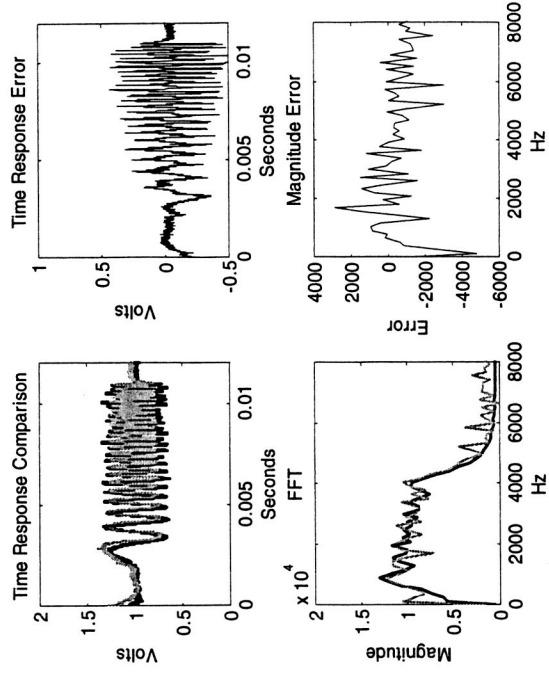 Time Response Comparison
2
1.5
1
0.5
0
Volts
0 0.005 0.01
Seconds
Time Response Error
1
0.5
0
-0.5
Volts
0 0.005 0.01
Seconds
x 10^4 FFT
2
1.5
1
0.5
0
Magnitude
0 2000 4000 6000 8000
Hz
Magnitude Error
4000
2000
0
-2000
-4000
-6000
Error
0 2000 4000 6000 8000
Hz